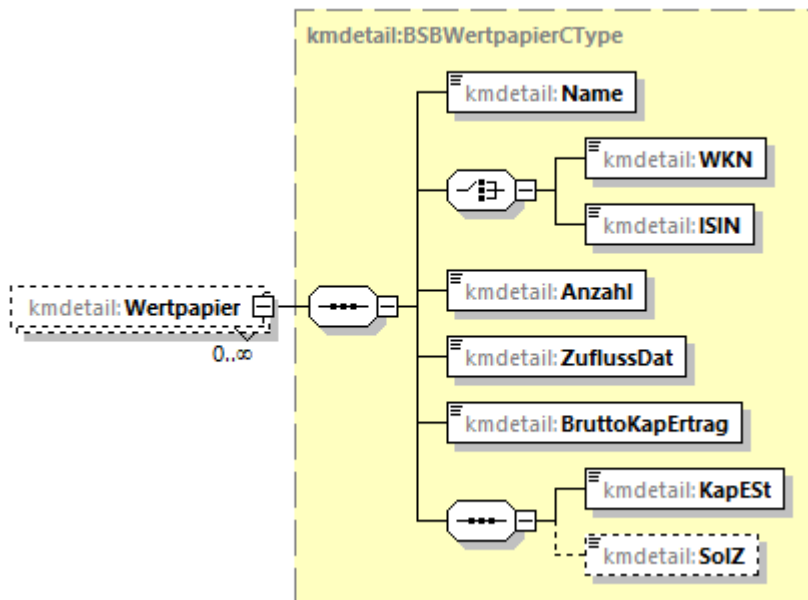 kmdetail:BSBWertpapierCType
kmdetail:Name
kmdetail:WKN
kmdetail:ISIN
kmdetail:Wertpapier
0..∞
kmdetail:Anzahl
kmdetail:ZuflussDat
kmdetail:BruttoKapErtrag
kmdetail:KapESt
kmdetail:SolZ